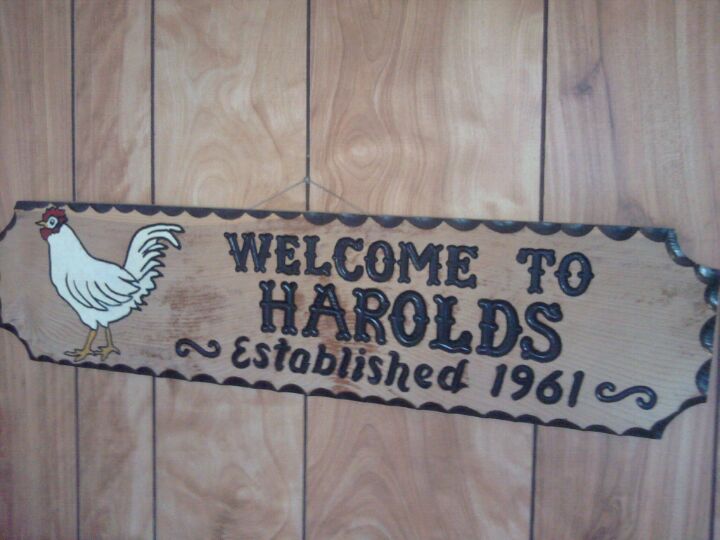 WELCOME TO
HAROLDS
~ Established 1961 ~